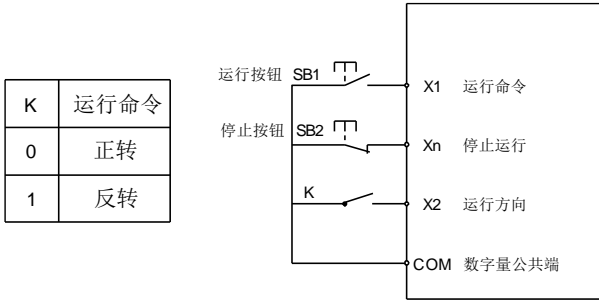 K 运行命令
0 正转
1 反转
运行按钮 SB1 X1 运行命令
停止按钮 SB2 Xn 停止运行
K X2 运行方向
COM 数字量公共端